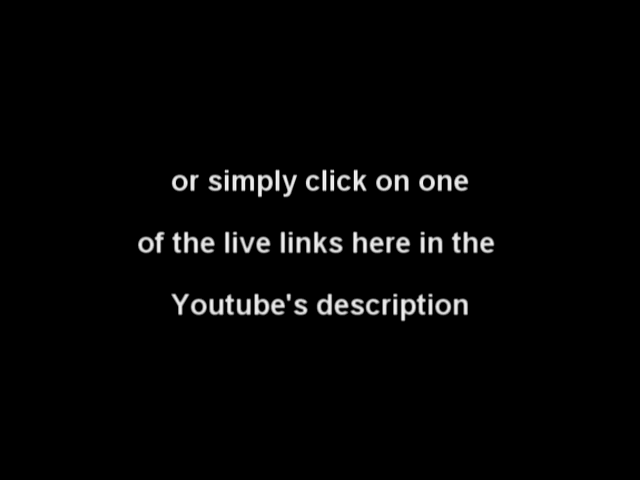 or simply click on one
of the live links here in the
Youtube's description